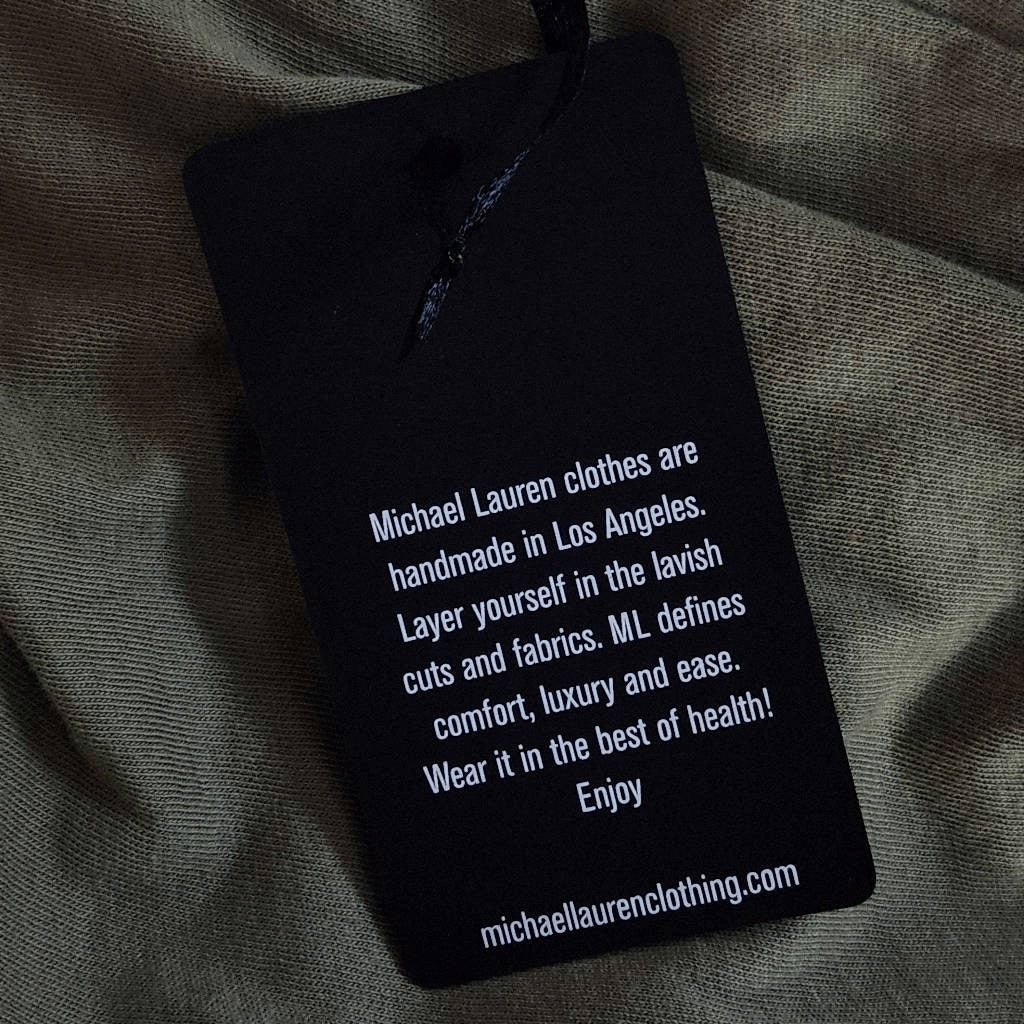 Michael Lauren clothes are
handmade in Los Angeles.
Layer yourself in the lavish
cuts and fabrics. ML defines
comfort, luxury and ease.
Wear it in the best of health!
Enjoy
michaellaurenclothing.com